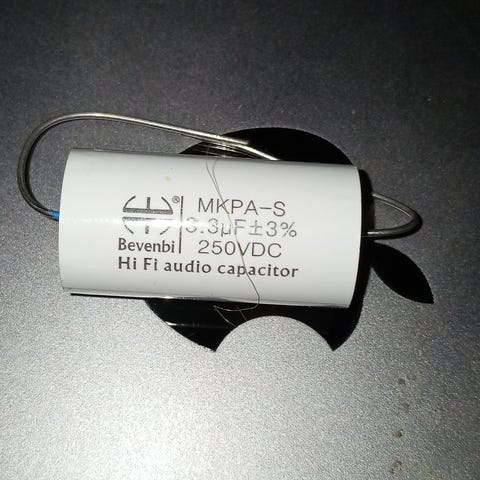 MKPA-S
3.3µF±3%
250VDC
®
Bevenbi
Hi Fi audio capacitor